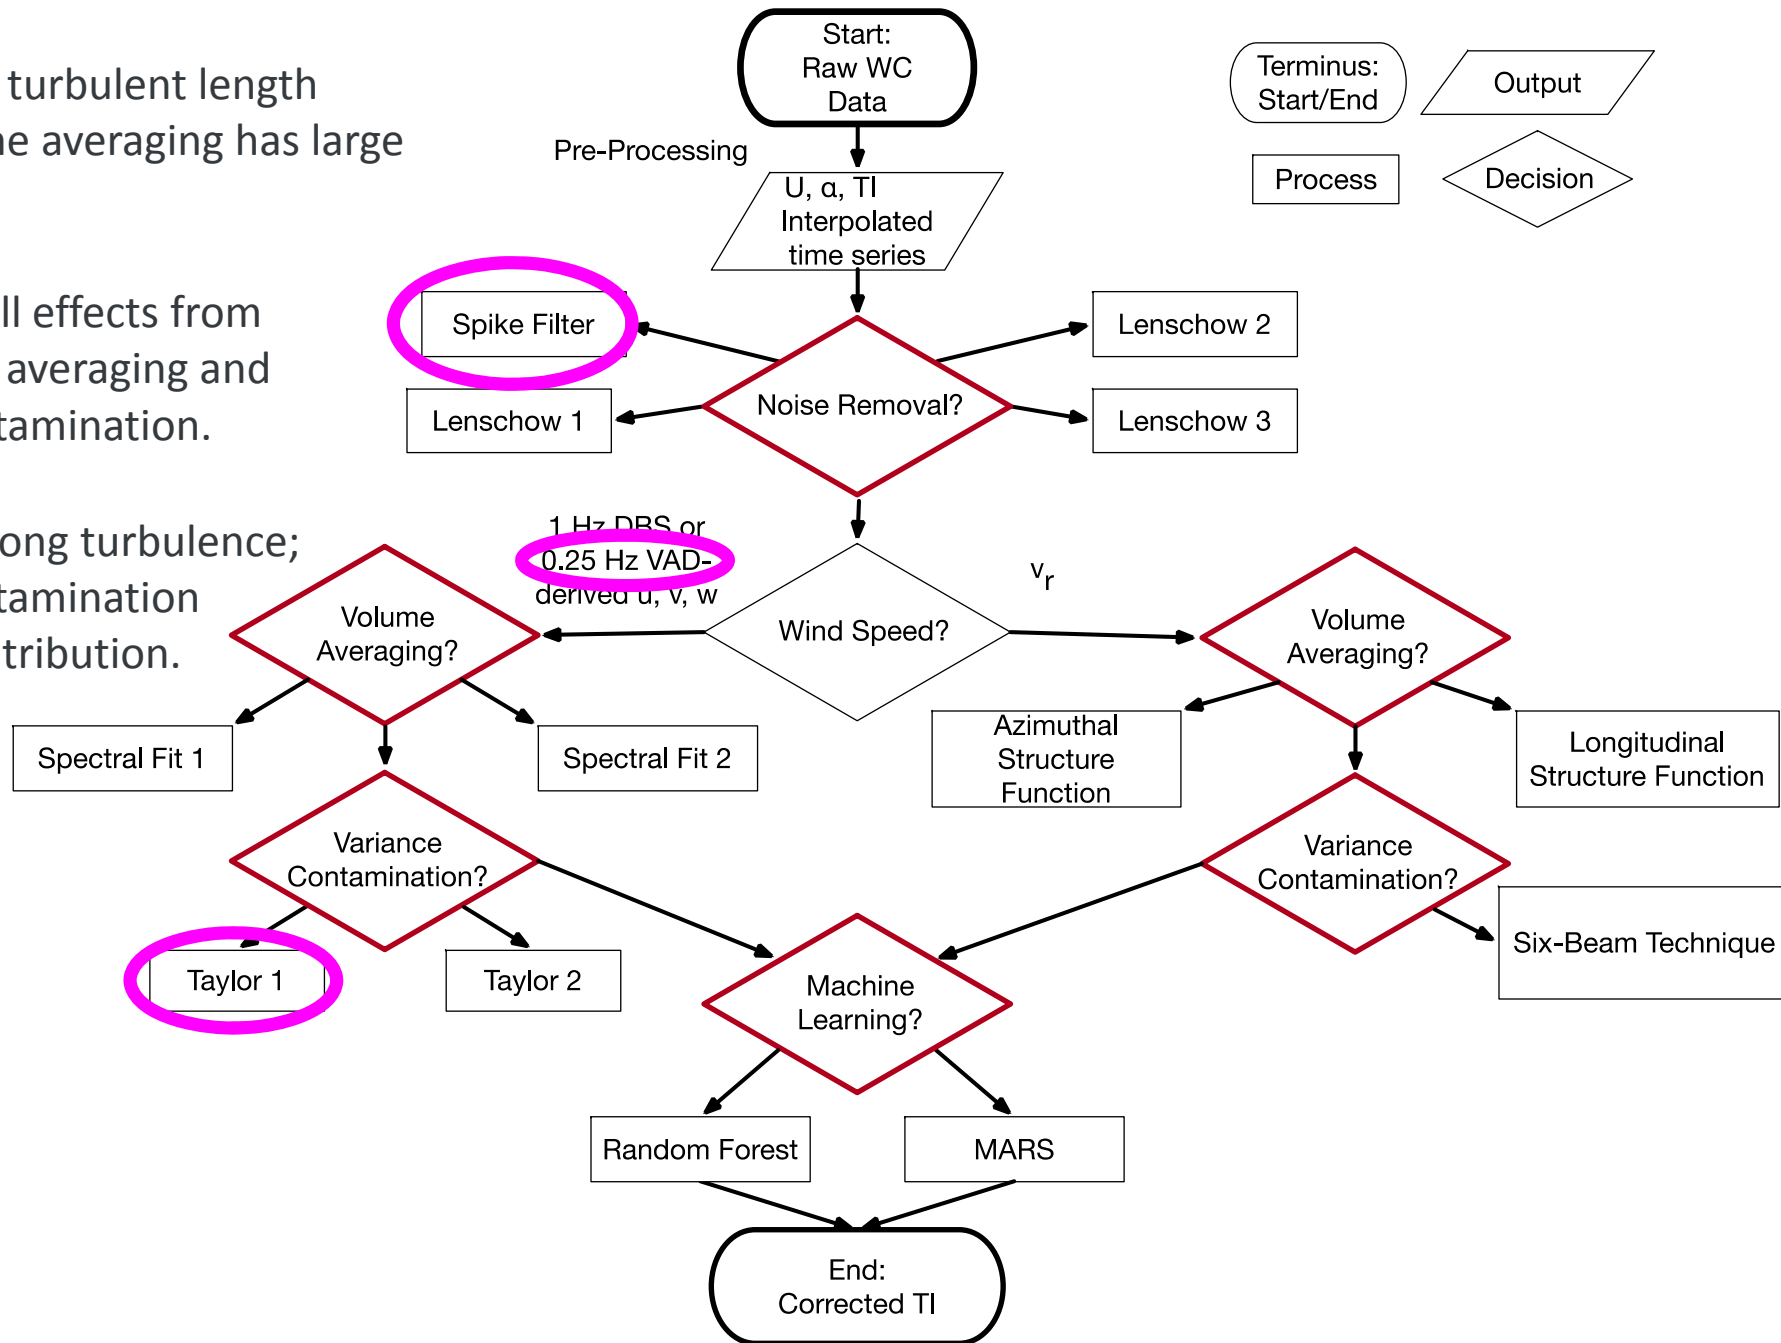 turbulent length
ne averaging has large
ll effects from
averaging and
tamination.
ong turbulence;
tamination
tribution.
Start:
Raw WC
Data
Terminus:
Start/End
Output
Process
Decision
Pre-Processing
U, α, TI
Interpolated
time series
Spike Filter
Lenschow 2
Lenschow 1
Noise Removal?
Lenschow 3
1 Hz DBS or
0.25 Hz VAD-
derived u, v, w
vr
Volume
Averaging?
Wind Speed?
Volume
Averaging?
Spectral Fit 1
Spectral Fit 2
Azimuthal
Structure
Function
Longitudinal
Structure Function
Variance
Contamination?
Variance
Contamination?
Taylor 1
Taylor 2
Six-Beam Technique
Machine
Learning?
Random Forest
MARS
End:
Corrected TI